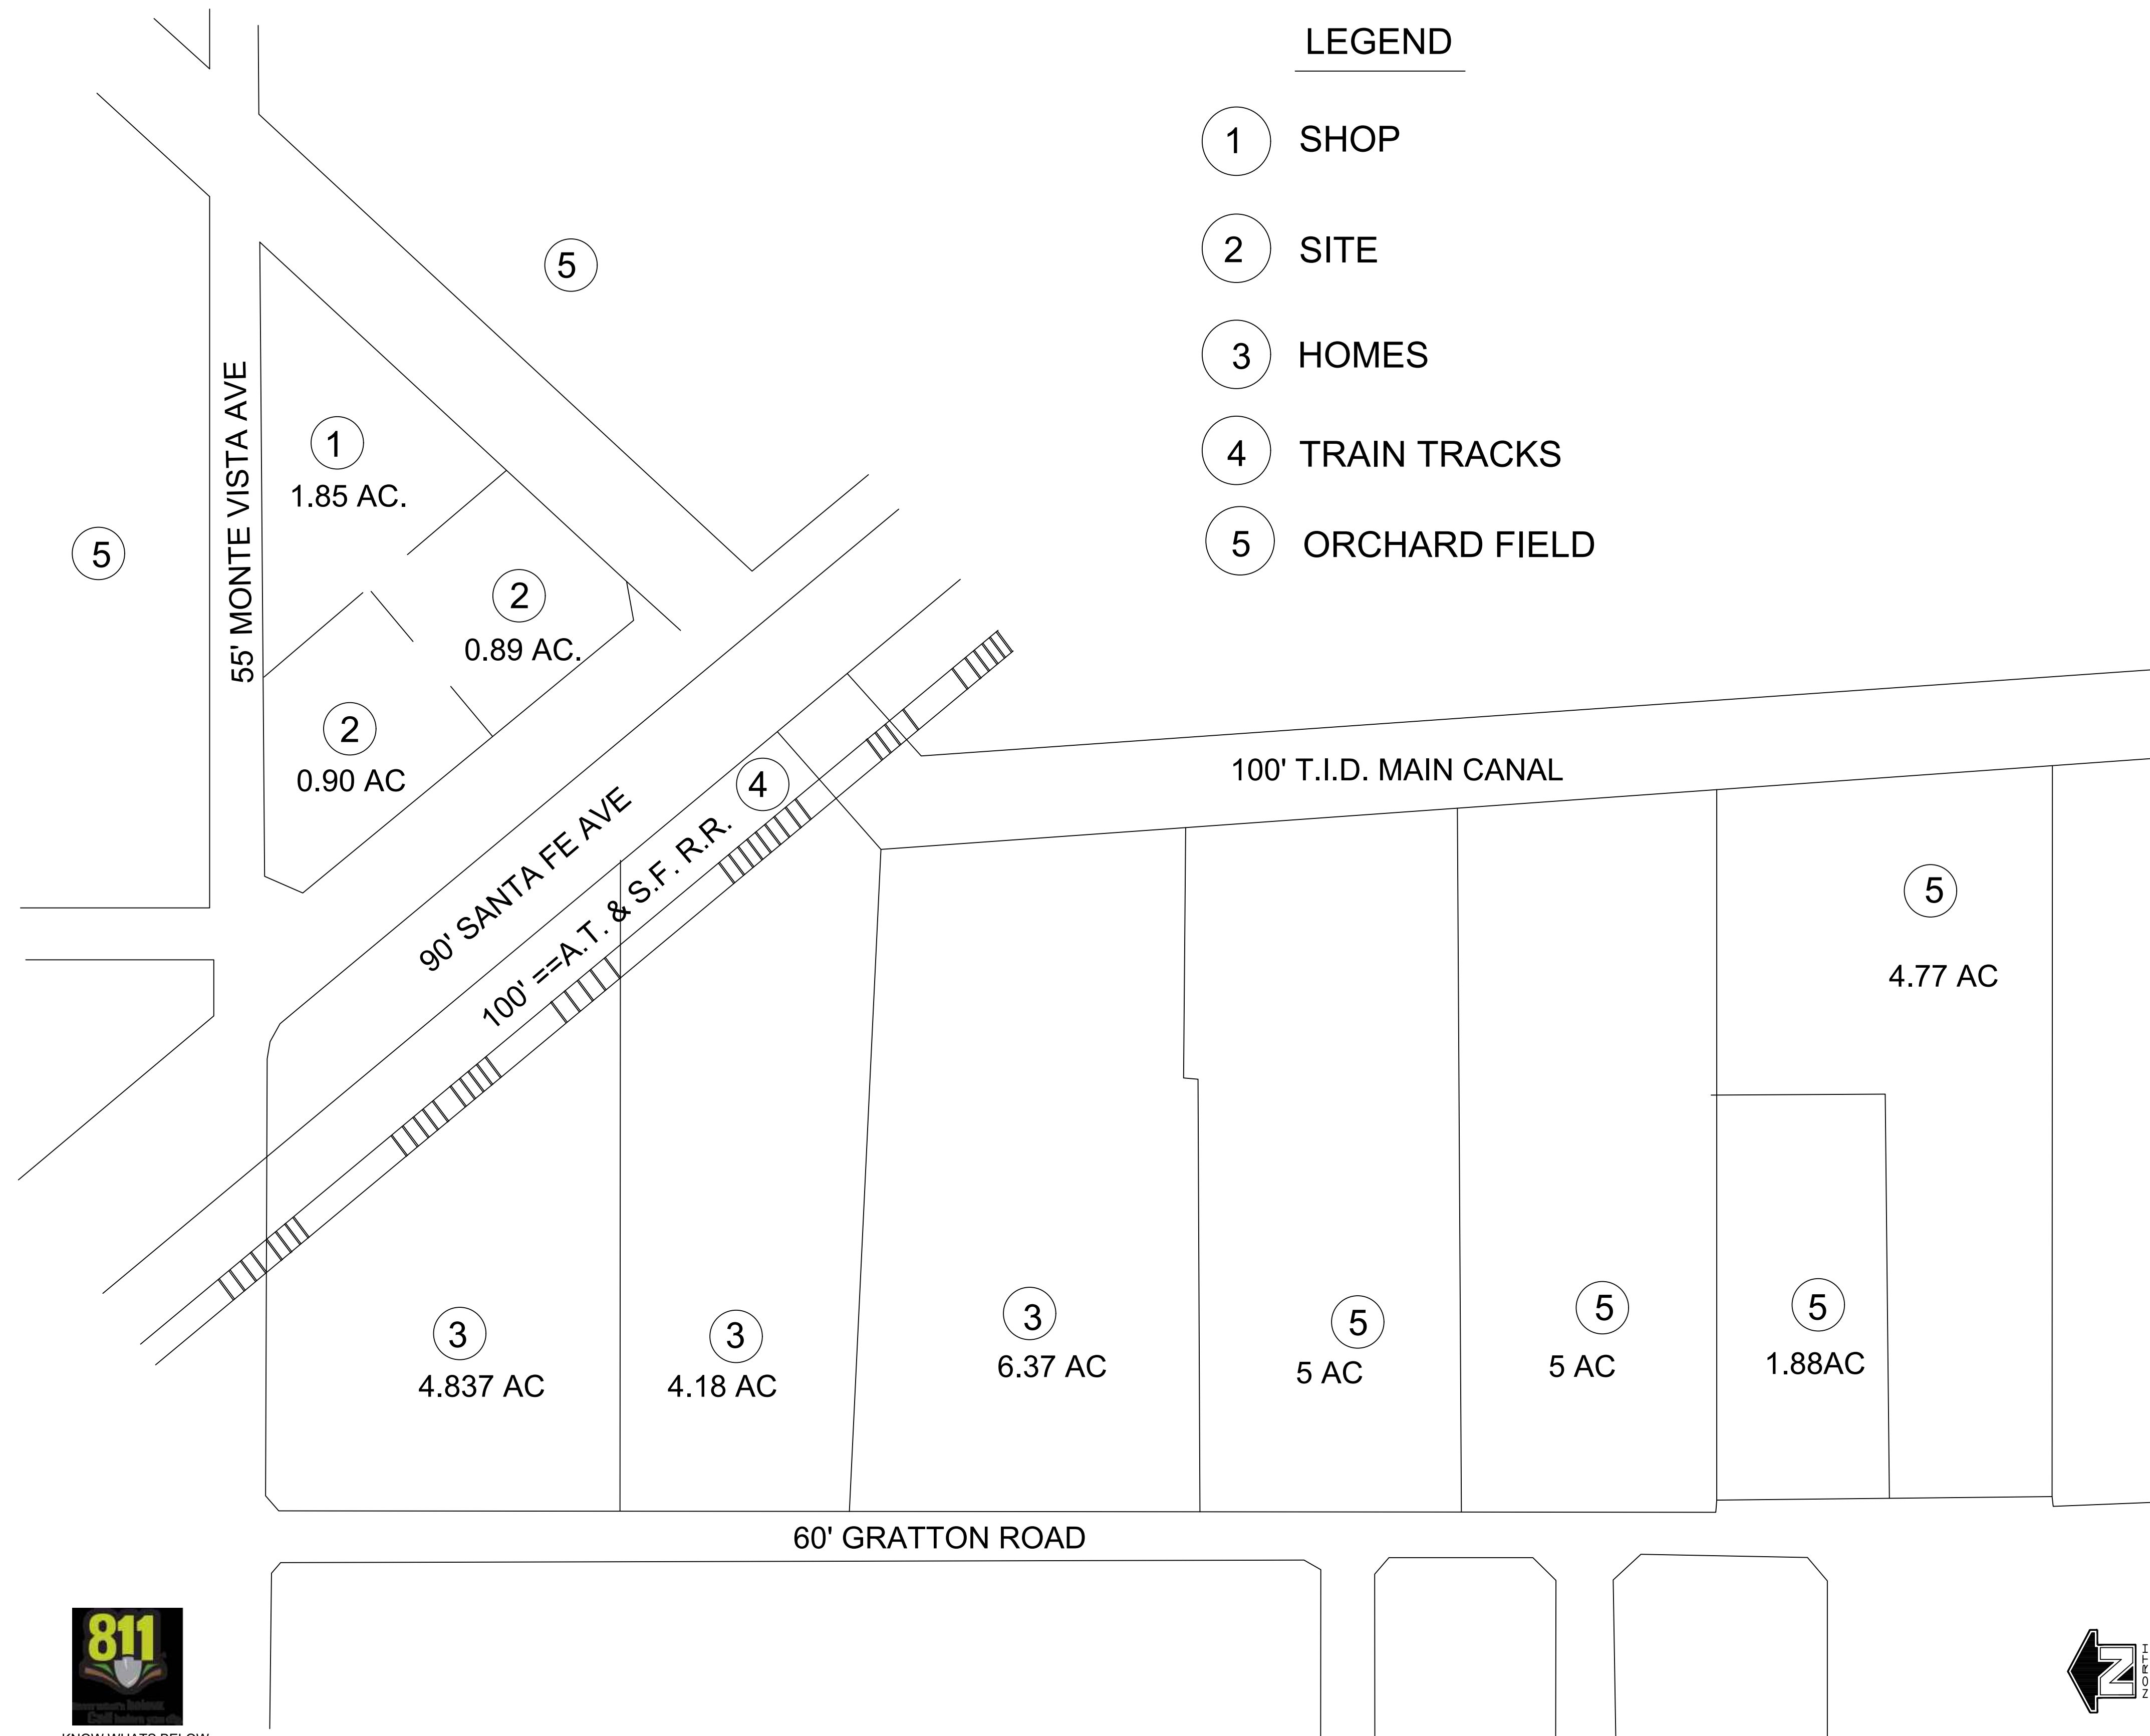 LEGEND
1 SHOP
2 SITE
3 HOMES
4 TRAIN TRACKS
5 ORCHARD FIELD
5
5
55' MONTE VISTA AVE
1
1.85 AC.
2
0.89 AC.
2
0.90 AC
90' SANTA FE AVE
100' ==A.T. & S.F. R.R.
4
100' T.I.D. MAIN CANAL
5
4.77 AC
3
4.837 AC
3
4.18 AC
3
6.37 AC
5
5 AC
5
5 AC
5
1.88AC
60' GRATTON ROAD
811
KNOW WHATS BELOW
N
NORTH